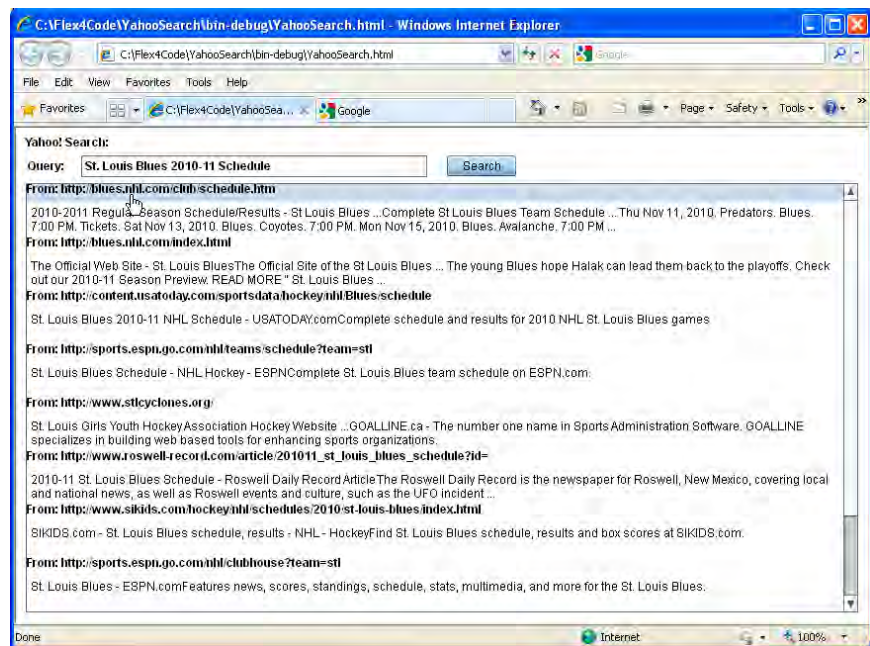 C:\Flex4Code\YahooSearch\bin-debug\YahooSearch.html - Windows Internet Explorer
C:\Flex4Code\YahooSearch\bin-debug\YahooSearch.html
Google
File Edit View Favorites Tools Help
Favorites C:\Flex4Code\YahooSea... Google Page Safety Tools
Yahoo! Search:
Query: St. Louis Blues 2010-11 Schedule Search
From: http://blues.nhl.com/club/schedule.htm
2010-2011 Regular Season Schedule/Results - St Louis Blues ...Complete St Louis Blues Team Schedule ...Thu Nov 11, 2010. Predators. Blues.
7:00 PM. Tickets. Sat Nov 13, 2010. Blues. Coyotes. 7:00 PM. Mon Nov 15, 2010. Blues. Avalanche. 7:00 PM ...
From: http://blues.nhl.com/index.html
The Official Web Site - St. Louis BluesThe Official Site of the St Louis Blues ... The young Blues hope Halak can lead them back to the playoffs. Check
out our 2010-11 Season Preview. READ MORE " St. Louis Blues ...
From: http://content.usatoday.com/sportsdata/hockey/nhl/Blues/schedule
St. Louis Blues 2010-11 NHL Schedule - USATODAY.comComplete schedule and results for 2010 NHL St. Louis Blues games
From: http://sports.espn.go.com/nhl/teams/schedule?team=stl
St. Louis Blues Schedule - NHL Hockey - ESPNComplete St. Louis Blues team schedule on ESPN.com.
From: http://www.stlcyclones.org/
St. Louis Girls Youth Hockey Association Hockey Website ...GOALLINE.ca - The number one name in Sports Administration Software. GOALLINE
specializes in building web based tools for enhancing sports organizations.
From: http://www.roswell-record.com/article/201011_st_louis_blues_schedule?id=
2010-11 St. Louis Blues Schedule - Roswell Daily Record ArticleThe Roswell Daily Record is the newspaper for Roswell, New Mexico, covering local
and national news, as well as Roswell events and culture, such as the UFO incident ...
From: http://www.sikids.com/hockey/nhl/schedules/2010/st-louis-blues/index.html
SIKIDS.com - St. Louis Blues schedule, results - NHL - HockeyFind St. Louis Blues schedule, results and box scores at SIKIDS.com.
From: http://sports.espn.go.com/nhl/clubhouse?team=stl
St. Louis Blues - ESPN.comFeatures news, scores, standings, schedule, stats, multimedia, and more for the St. Louis Blues.
Done Internet 100%